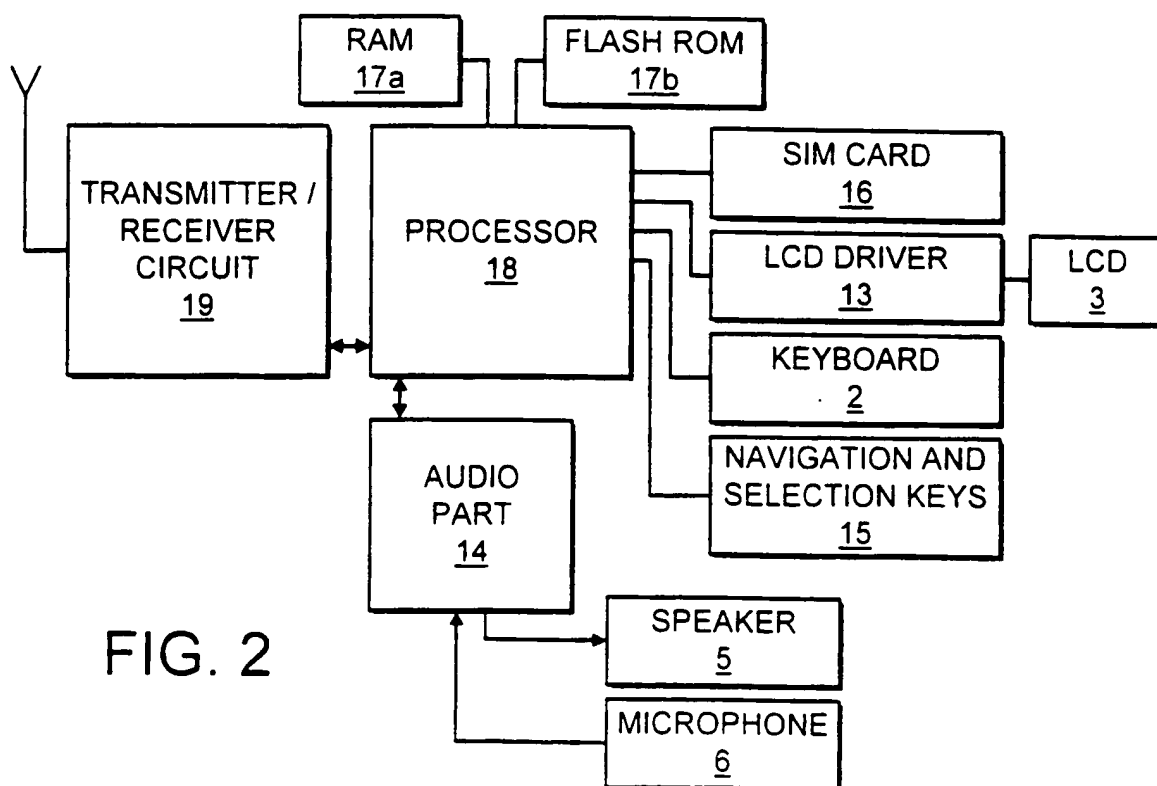 RAM
17a
FLASH ROM
17b
TRANSMITTER /
RECEIVER
CIRCUIT
19
PROCESSOR
18
SIM CARD
16
LCD DRIVER
13
LCD
3
KEYBOARD
2
NAVIGATION AND
SELECTION KEYS
15
AUDIO
PART
14
SPEAKER
5
MICROPHONE
6
FIG. 2